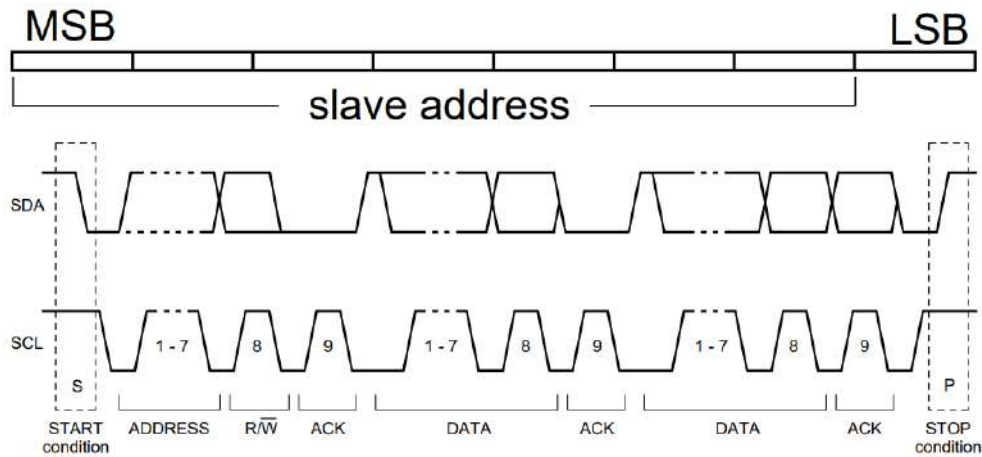 MSB LSB
slave address
SDA
SCL 1 - 7 8 9 1 - 7 8 9 1 - 7 8 9
S P
START condition ADDRESS R/W̅ ACK DATA ACK DATA ACK STOP condition